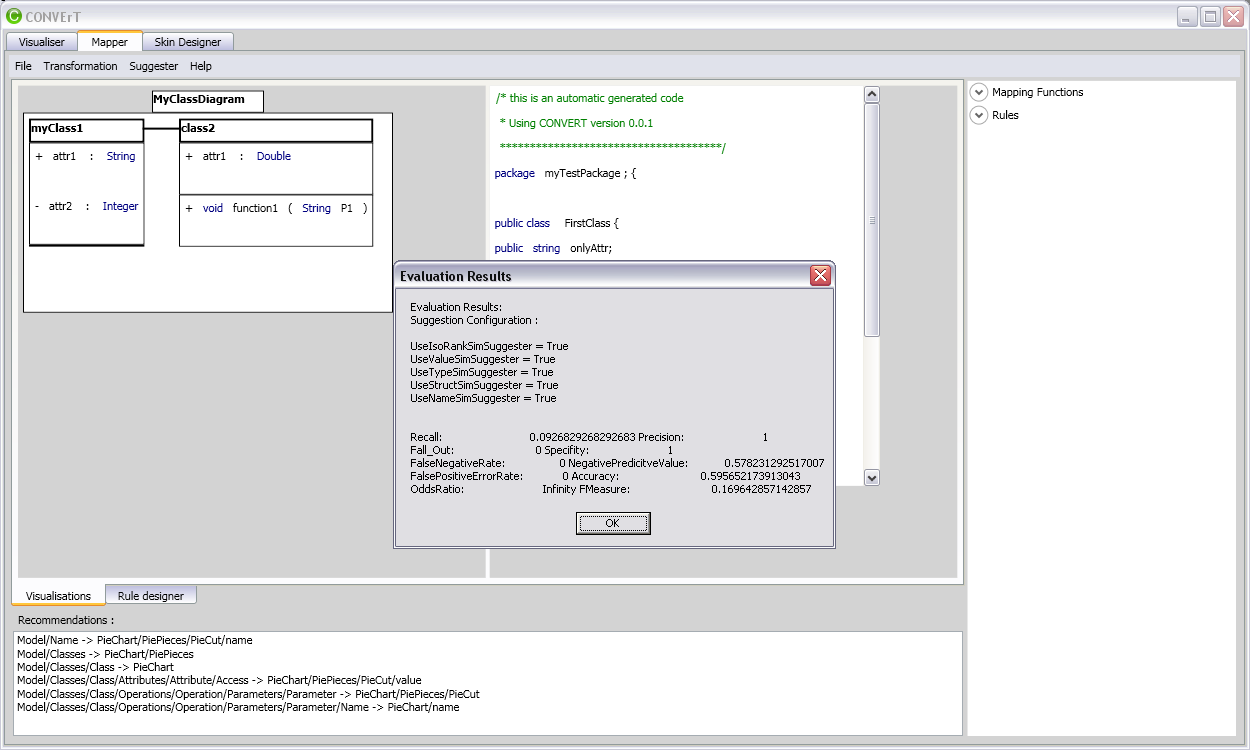 CONVErT
Visualiser Mapper Skin Designer
File Transformation Suggester Help
MyClassDiagram
myClass1
+ attr1 : String
- attr2 : Integer
class2
+ attr1 : Double
+ void function1 ( String P1 )
/* this is an automatic generated code
* Using CONVERT version 0.0.1
*************************************/
package myTestPackage ; {
public class FirstClass {
public string onlyAttr;
Mapping Functions
Rules
Evaluation Results
Evaluation Results:
Suggestion Configuration :
UseIsoRankSimSuggester = True
UseValueSimSuggester = True
UseTypeSimSuggester = True
UseStructSimSuggester = True
UseNameSimSuggester = True
Recall: 0.0926829268292683 Precision: 1
Fall_Out: 0 Specifity: 1
FalseNegativeRate: 0 NegativePredicitveValue: 0.578231292517007
FalsePositiveErrorRate: 0 Accuracy: 0.595652173913043
OddsRatio: Infinity FMeasure: 0.169642857142857
OK
Visualisations Rule designer
Recommendations :
Model/Name -> PieChart/PiePieces/PieCut/name
Model/Classes -> PieChart/PiePieces
Model/Classes/Class -> PieChart
Model/Classes/Class/Attributes/Attribute/Access -> PieChart/PiePieces/PieCut/value
Model/Classes/Class/Operations/Operation/Parameters/Parameter -> PieChart/PiePieces/PieCut
Model/Classes/Class/Operations/Operation/Parameters/Parameter/Name -> PieChart/name